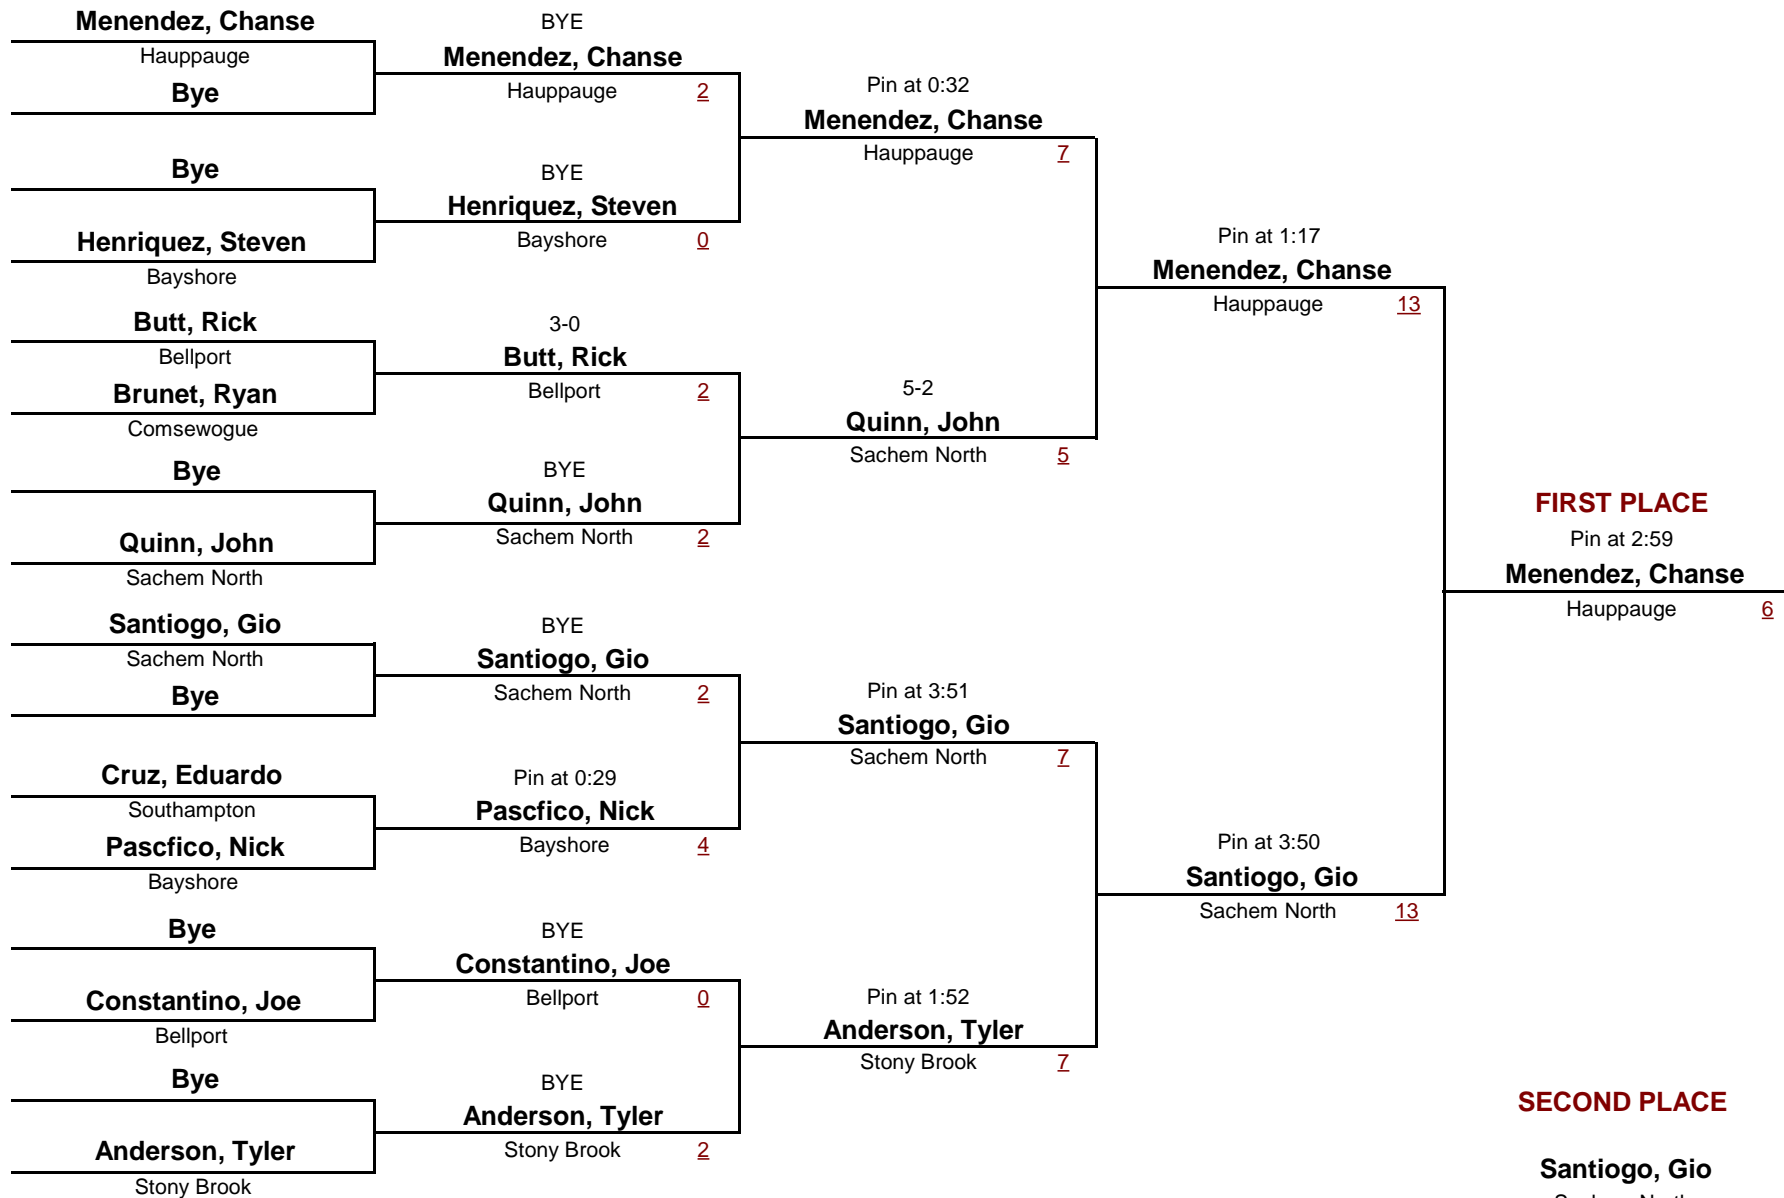 Menendez, Chanse
Hauppauge
Bye
Bye
Henriquez, Steven
Bayshore
Butt, Rick
Bellport
Brunet, Ryan
Comsewogue
Bye
Quinn, John
Sachem North
Santiogo, Gio
Sachem North
Bye
Cruz, Eduardo
Southampton
Pascfico, Nick
Bayshore
Bye
Constantino, Joe
Bellport
Bye
Anderson, Tyler
Stony Brook
BYE
Menendez, Chanse
Hauppauge 2
BYE
Henriquez, Steven
Bayshore 0
3-0
Butt, Rick
Bellport 2
BYE
Quinn, John
Sachem North 2
BYE
Santiogo, Gio
Sachem North 2
Pin at 0:29
Pascfico, Nick
Bayshore 4
BYE
Constantino, Joe
Bellport 0
BYE
Anderson, Tyler
Stony Brook 2
Pin at 0:32
Menendez, Chanse
Hauppauge 7
5-2
Quinn, John
Sachem North 5
Pin at 3:51
Santiogo, Gio
Sachem North 7
Pin at 1:52
Anderson, Tyler
Stony Brook 7
Pin at 1:17
Menendez, Chanse
Hauppauge 13
Pin at 3:50
Santiogo, Gio
Sachem North 13
FIRST PLACE
Pin at 2:59
Menendez, Chanse
Hauppauge 6
SECOND PLACE
Santiogo, Gio
Sachem North